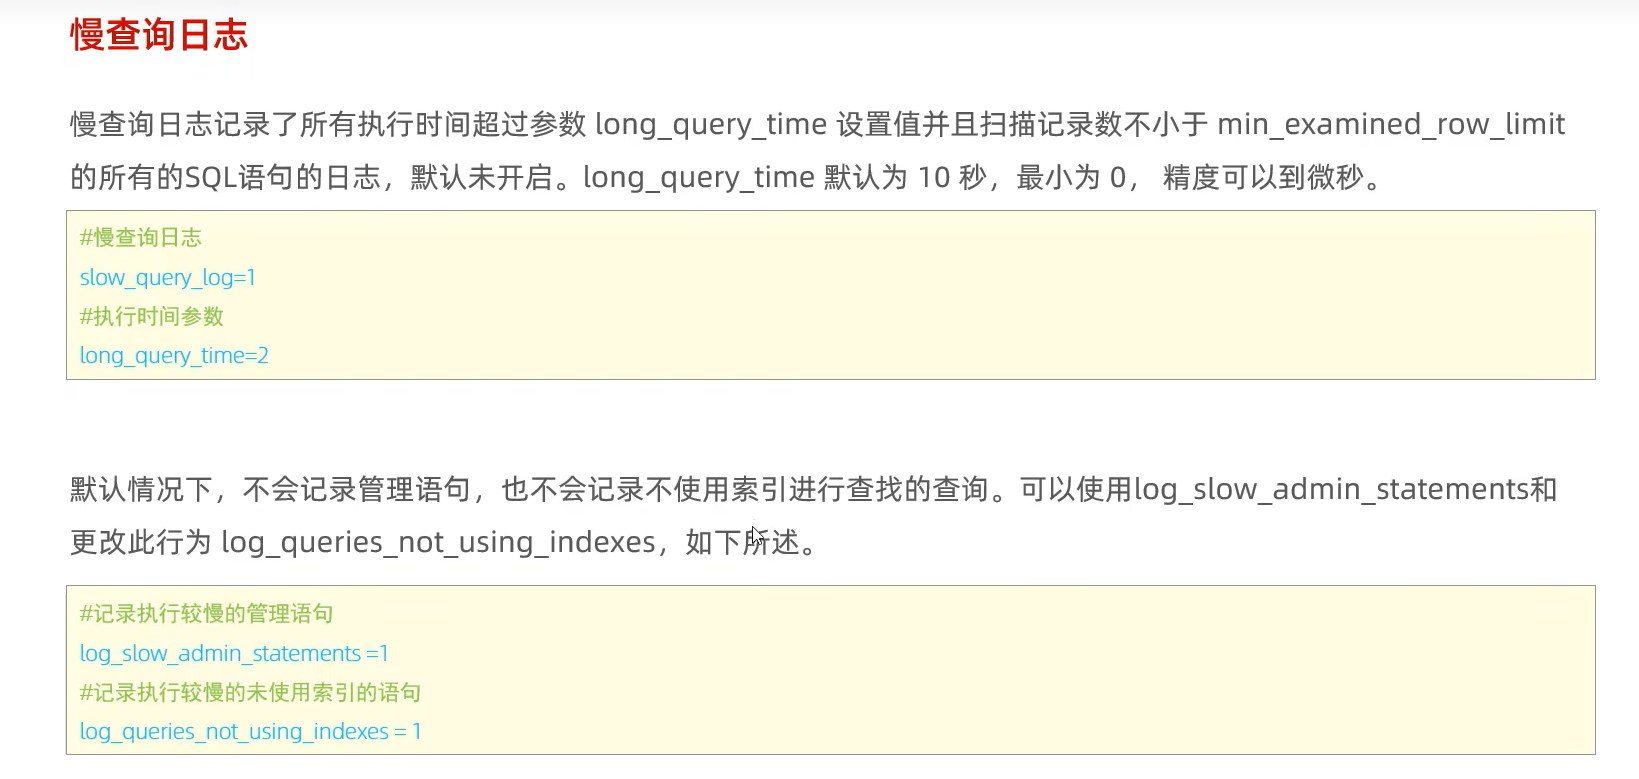 慢查询日志
慢查询日志记录了所有执行时间超过参数 long_query_time 设置值并且扫描记录数不小于 min_examined_row_limit
的所有的SQL语句的日志，默认未开启。long_query_time 默认为 10 秒，最小为 0， 精度可以到微秒。
#慢查询日志
slow_query_log=1
#执行时间参数
long_query_time=2
默认情况下，不会记录管理语句，也不会记录不使用索引进行查找的查询。可以使用log_slow_admin_statements和
更改此行为 log_queries_not_using_indexes，如下所述。
#记录执行较慢的管理语句
log_slow_admin_statements =1
#记录执行较慢的未使用索引的语句
log_queries_not_using_indexes = 1